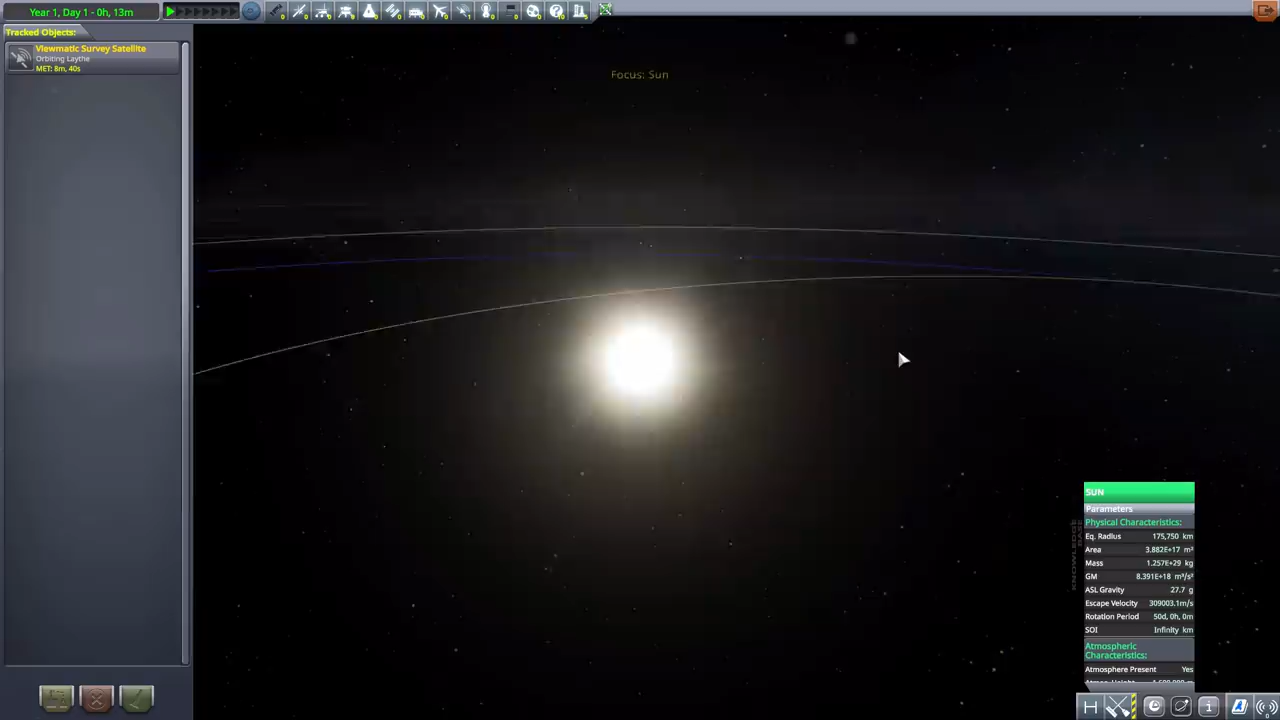 Year 1, Day 1 - 0h, 13m
Tracked Objects:
Viewmatic Survey Satellite
Orbiting Laythe
MET: 8m, 40s
Focus: Sun
SUN
Parameters
Physical Characteristics:
Eq. Radius 175,750 km
Area 3.882E+17 m²
Mass 1.257E+29 kg
GM 8.391E+18 m³/s²
ASL Gravity 27.7 g
Escape Velocity 309003.1m/s
Rotation Period 50d, 0h, 0m
SOI Infinity km
Atmospheric
Characteristics:
Atmosphere Present Yes
KNOWLEDGE
BASE